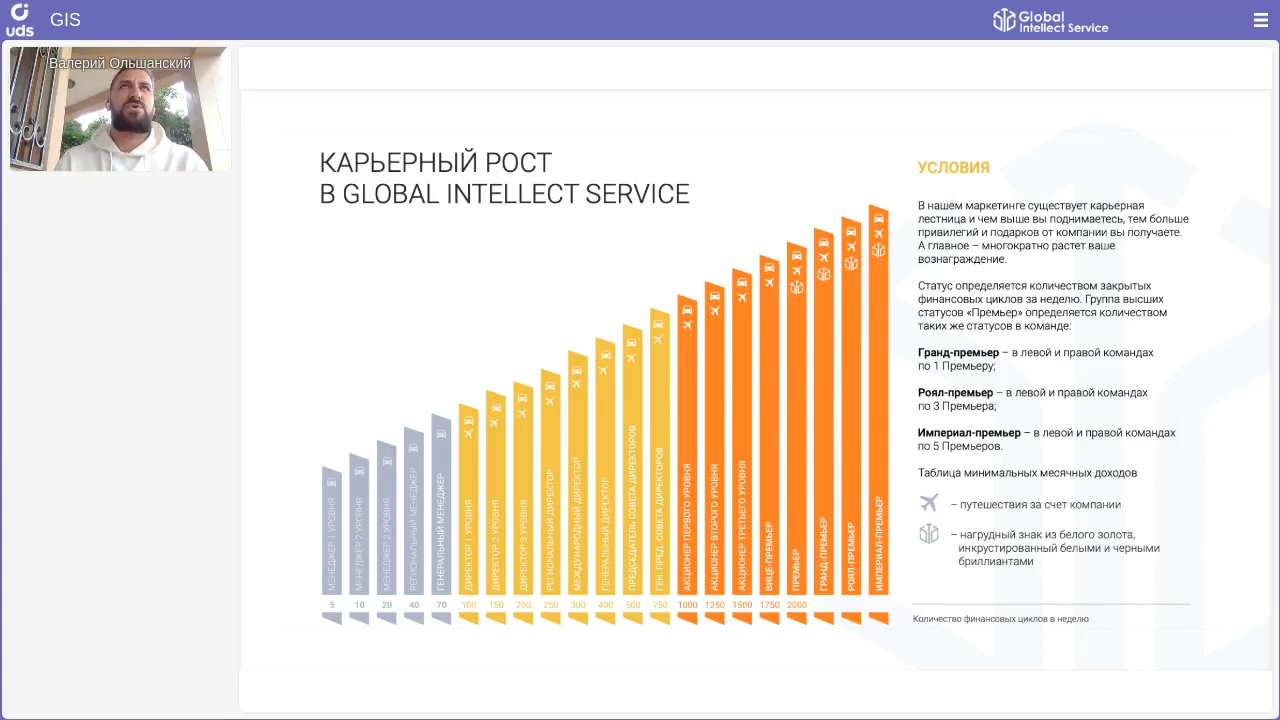 uds
GIS
Global
Intellect Service
Валерий Ольшанский
КАРЬЕРНЫЙ РОСТ
В GLOBAL INTELLECT SERVICE
МЕНЕДЖЕР 1 УРОВНЯ
МЕНЕДЖЕР 2 УРОВНЯ
МЕНЕДЖЕР 3 УРОВНЯ
РЕГИОНАЛЬНЫЙ МЕНЕДЖЕР
ГЕНЕРАЛЬНЫЙ МЕНЕДЖЕР
ДИРЕКТОР 1 УРОВНЯ
ДИРЕКТОР 2 УРОВНЯ
ДИРЕКТОР 3 УРОВНЯ
РЕГИОНАЛЬНЫЙ ДИРЕКТОР
МЕЖДУНАРОДНЫЙ ДИРЕКТОР
ГЕНЕРАЛЬНЫЙ ДИРЕКТОР
ПРЕДСЕДАТЕЛЬ СОВЕТА ДИРЕКТОРОВ
ГЕН. ПРЕД. СОВЕТА ДИРЕКТОРОВ
АКЦИОНЕР ПЕРВОГО УРОВНЯ
АКЦИОНЕР ВТОРОГО УРОВНЯ
АКЦИОНЕР ТРЕТЬЕГО УРОВНЯ
ВИЦЕ-ПРЕМЬЕР
ПРЕМЬЕР
ГРАНД-ПРЕМЬЕР
РОЯЛ-ПРЕМЬЕР
ИМПЕРИАЛ-ПРЕМЬЕР
5 10 20 40 70 100 150 200 250 300 400 500 750 1000 1250 1500 1750 2000
УСЛОВИЯ
В нашем маркетинге существует карьерная
лестница и чем выше вы поднимаетесь, тем больше
привилегий и подарков от компании вы получаете.
А главное – многократно растет ваше
вознаграждение.
Статус определяется количеством закрытых
финансовых циклов за неделю. Группа высших
статусов «Премьер» определяется количеством
таких же статусов в команде:
Гранд-премьер – в левой и правой командах
по 1 Премьеру;
Роял-премьер – в левой и правой командах
по 3 Премьера;
Империал-премьер – в левой и правой командах
по 5 Премьеров.
Таблица минимальных месячных доходов
– путешествия за счет компании
– нагрудный знак из белого золота,
инкрустированный белыми и черными
бриллиантами
Количество финансовых циклов в неделю.